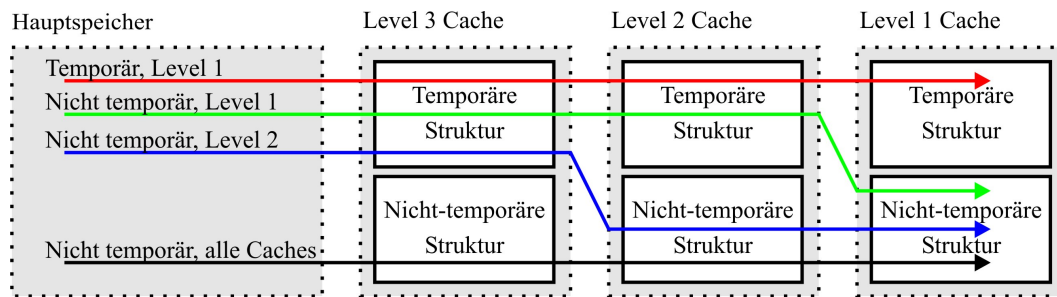 Hauptspeicher
Level 3 Cache
Level 2 Cache
Level 1 Cache
Temporär, Level 1
Nicht temporär, Level 1
Nicht temporär, Level 2
Nicht temporär, alle Caches
Temporäre
Struktur
Nicht-temporäre
Struktur
Temporäre
Struktur
Nicht-temporäre
Struktur
Temporäre
Struktur
Nicht-temporäre
Struktur